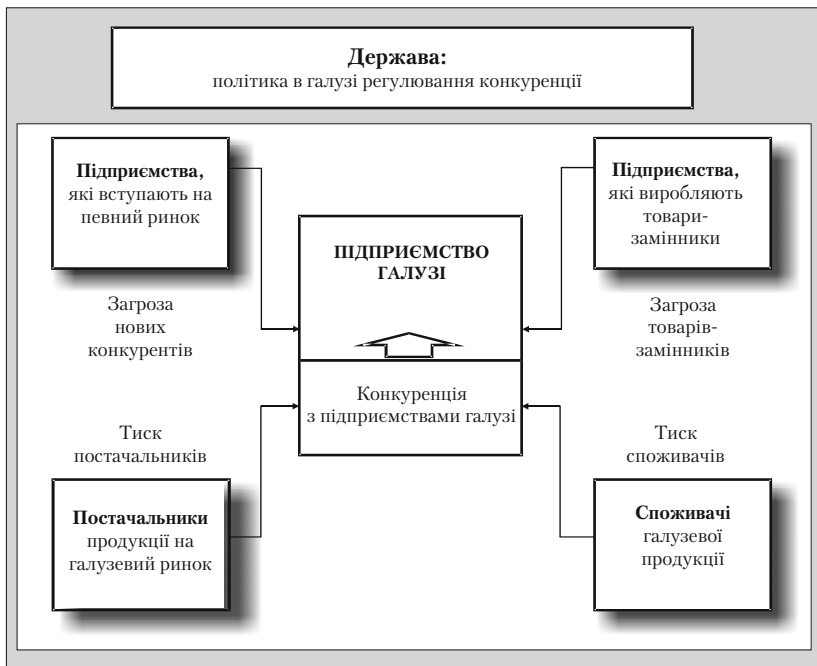 Держава:
політика в галузі регулювання конкуренції
Підприємства,
які вступають на
певний ринок
Підприємства,
які виробляють
товари-
замінники
ПІДПРИЄМСТВО
ГАЛУЗІ
Загроза
нових
конкурентів
Загроза
товарів-
замінників
Конкуренція
з підприємствами галузі
Тиск
постачальників
Тиск
споживачів
Постачальники
продукції на
галузевий ринок
Споживачі
галузевої
продукції